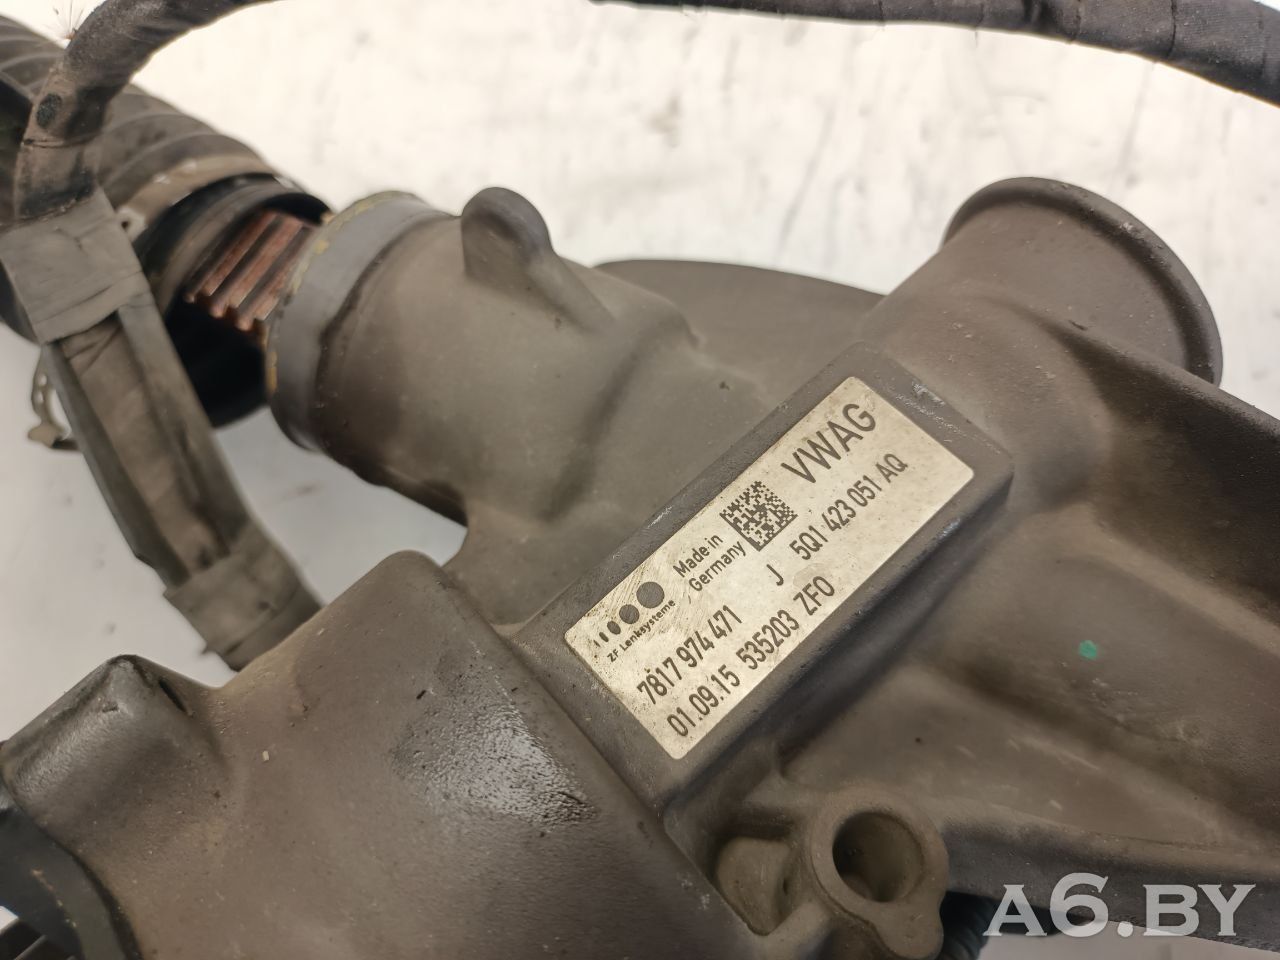 VWAG
Made in
Germany
J 5Q1 423 051 AQ
ZF Lenksysteme
7817 974 471
01.09.15 535203 ZF0
A6.BY